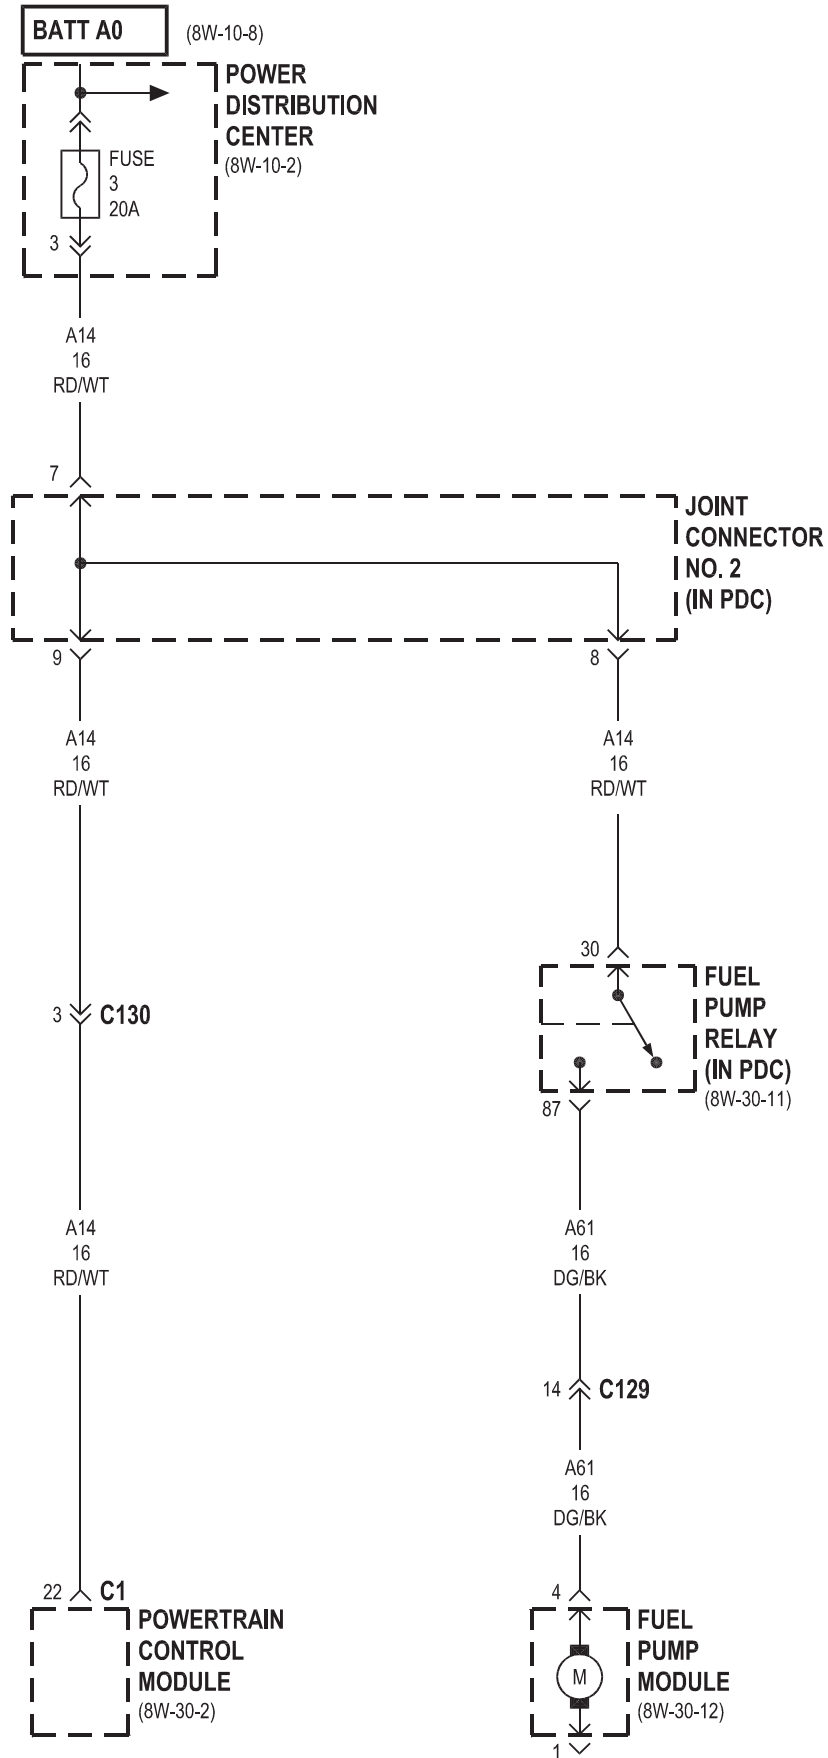 BATT A0
(8W-10-8)
POWER
DISTRIBUTION
CENTER
(8W-10-2)
FUSE
3
20A
3
A14
16
RD/WT
7
JOINT
CONNECTOR
NO. 2
(IN PDC)
9
8
A14
16
RD/WT
A14
16
RD/WT
30
FUEL
PUMP
RELAY
(IN PDC)
(8W-30-11)
3
C130
87
A14
16
RD/WT
A61
16
DG/BK
14
C129
A61
16
DG/BK
22
C1
POWERTRAIN
CONTROL
MODULE
(8W-30-2)
4
FUEL
PUMP
MODULE
(8W-30-12)
M
1